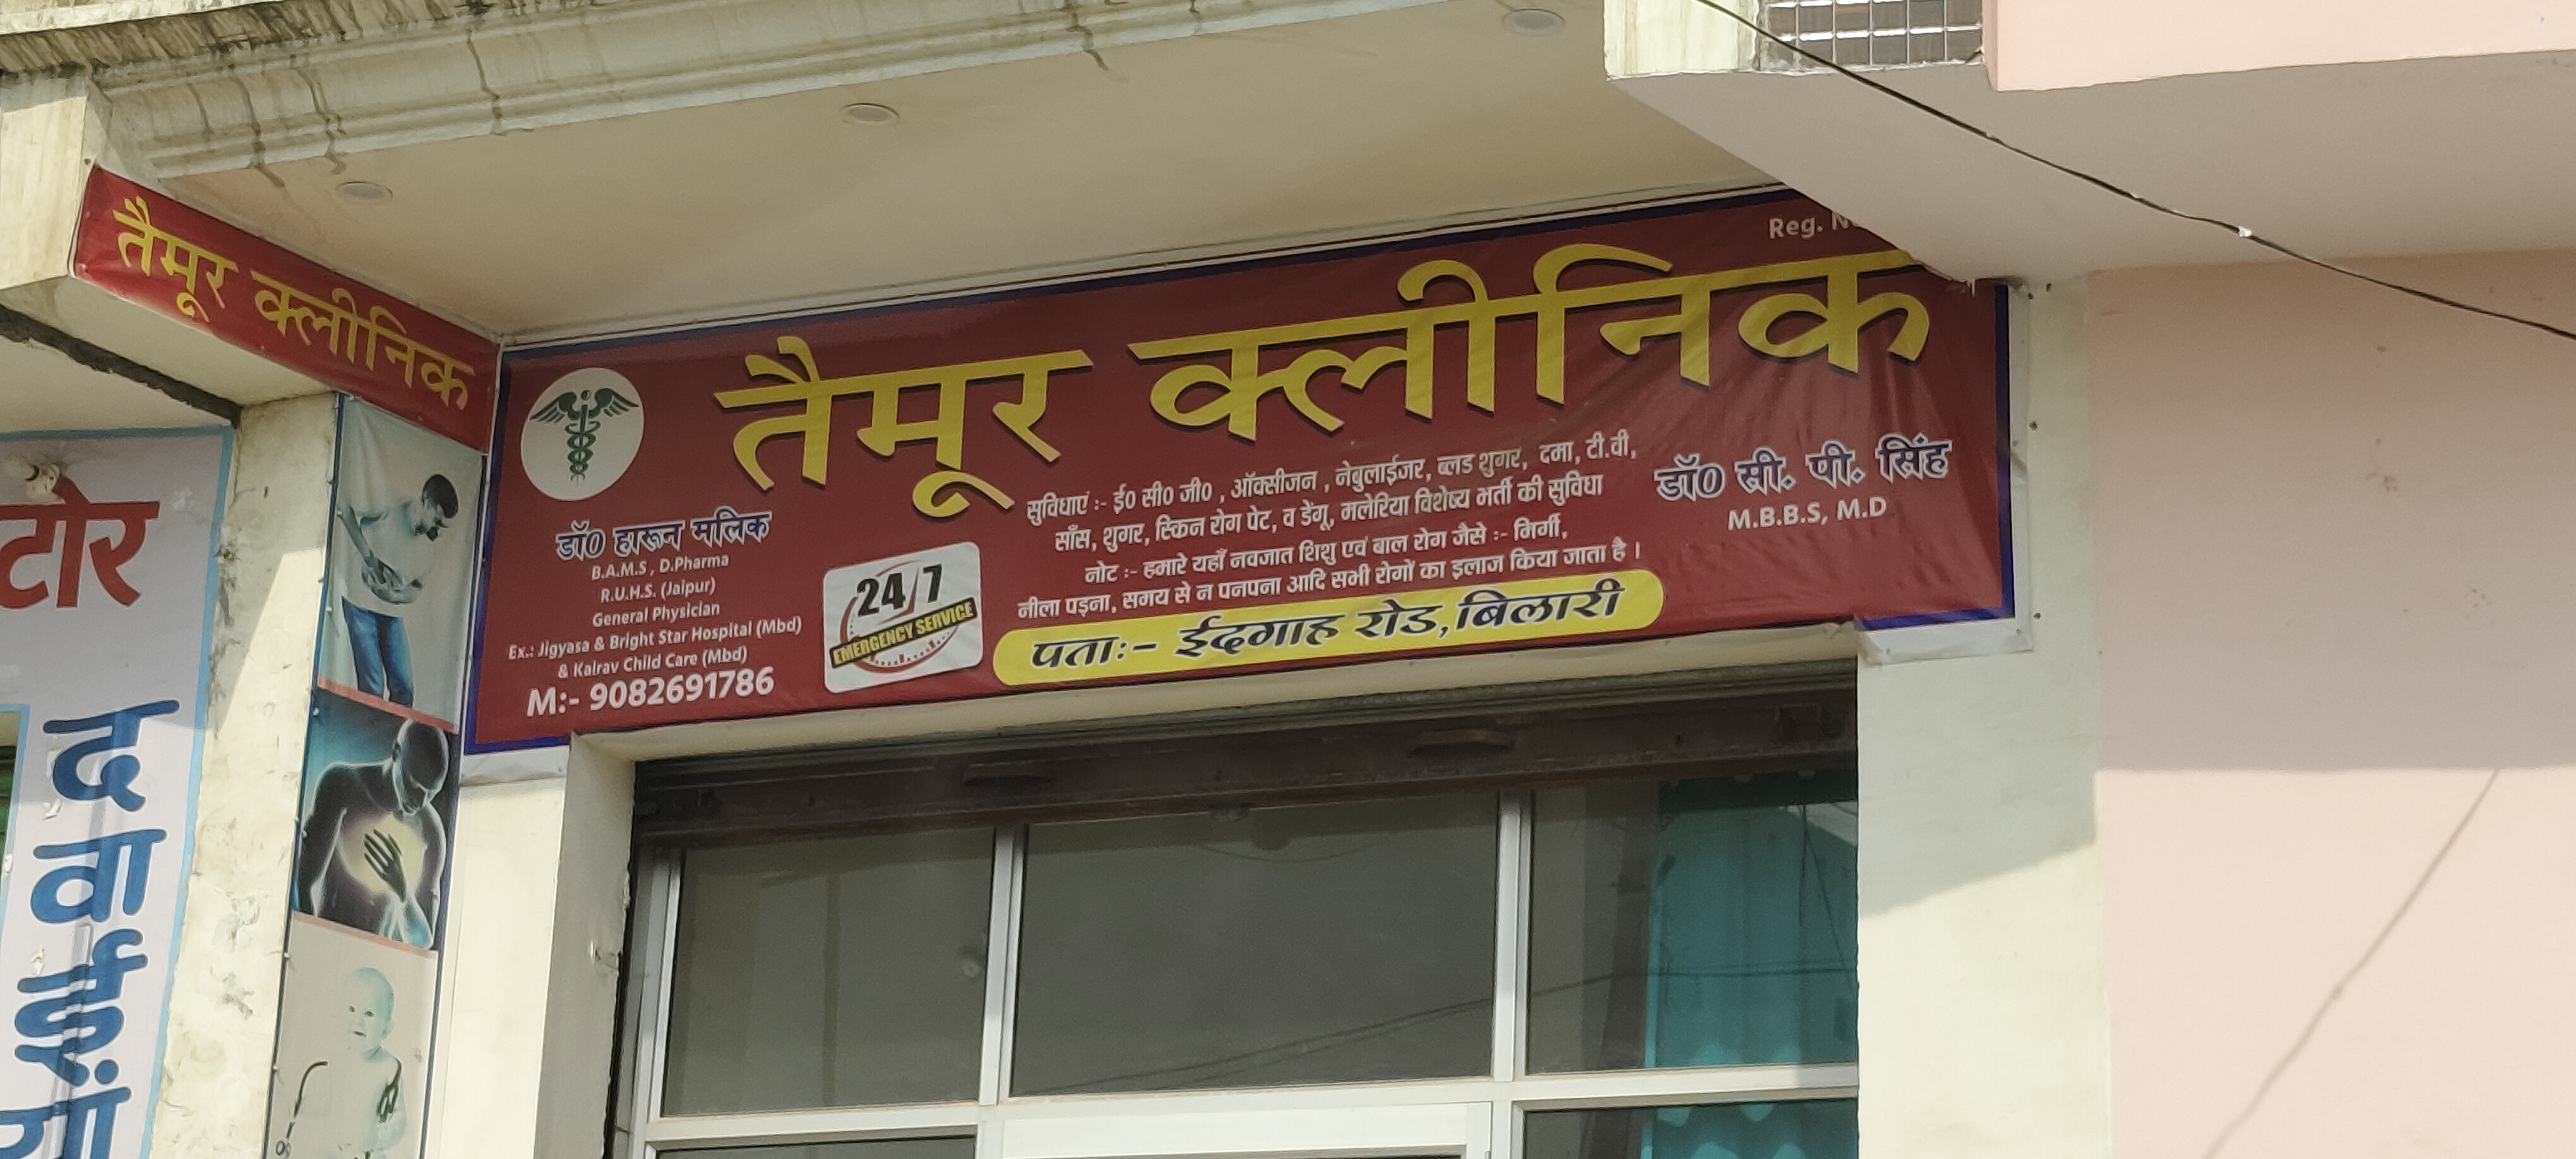 तैमूर क्लीनिक
Reg.
तैमूर क्लीनिक
डॉ0 हारून मलिक
B.A.M.S , D.Pharma
R.U.H.S. (Jaipur)
General Physician
Ex.: Jigyasa & Bright Star Hospital (Mbd)
& Kalrav Child Care (Mbd)
M:- 9082691786
24/7
EMERGENCY SERVICE
सुविधाएं :- ई0 सी0 जी0 , ऑक्सीजन , नेबुलाईजर, ब्लड शुगर, दमा, टी.वी,
साँस, शुगर, स्किन रोग पेट, व डेंगू, मलेरिया विशेष्य भर्ती की सुविधा
नोट :- हमारे यहाँ नवजात शिशु एवं बाल रोग जैसे :- मिर्गी,
नीला पड़ना, समय से न पनपना आदि सभी रोगों का इलाज किया जाता है ।
पता:- ईदगाह रोड, बिलारी
डॉ0 सी. पी. सिंह
M.B.B.S, M.D
टोर